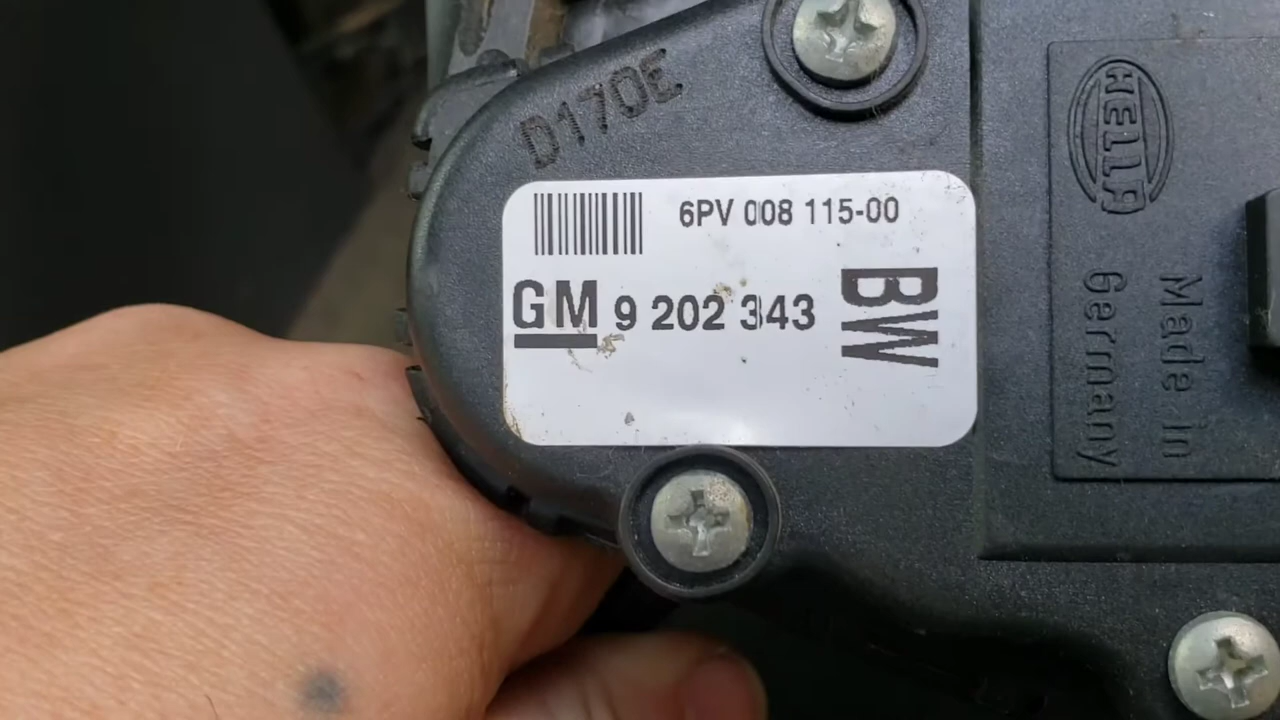 D170E
6PV 008 115-00
GM 9 202 343
BW
HELLA
Made in
Germany